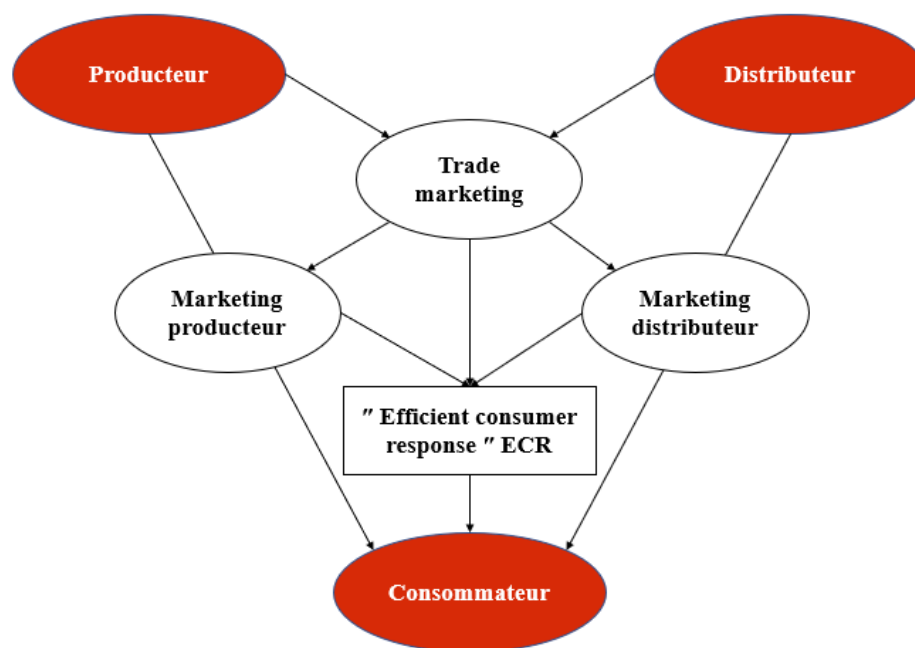 Producteur
Distributeur
Trade
marketing
Marketing
producteur
Marketing
distributeur
" Efficient consumer
response " ECR
Consommateur